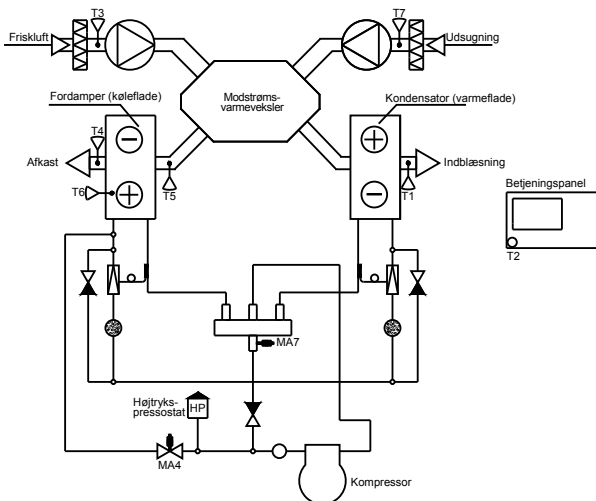 T3
T7
Friskluft
Udsugning
Modstrøms-
varmeveksler
Fordamper (køleflade)
Kondensator (varmeflade)
T4
Afkast
Indblæsning
T6
T5
T1
Betjeningspanel
T2
MA7
Højtryks-
pressostat
HP
MA4
Kompressor